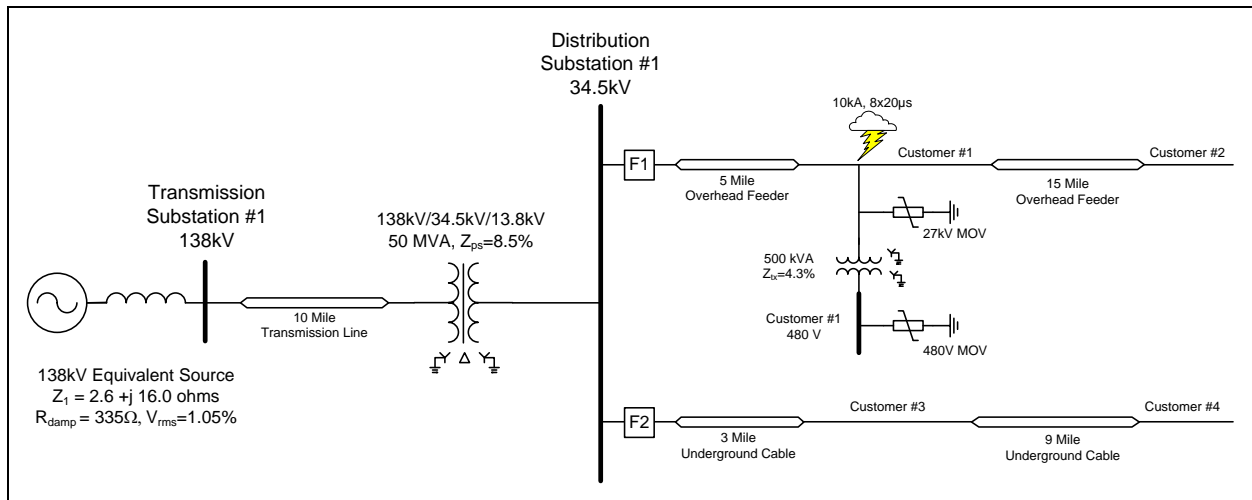 Distribution
Substation #1
34.5kV
10kA, 8x20µs
F1
5 Mile
Overhead Feeder
Customer #1
15 Mile
Overhead Feeder
Customer #2
Transmission
Substation #1
138kV
138kV/34.5kV/13.8kV
50 MVA, Zps=8.5%
27kV MOV
500 kVA
Ztx=4.3%
10 Mile
Transmission Line
Customer #1
480 V
480V MOV
138kV Equivalent Source
Z1 = 2.6 +j 16.0 ohms
Rdamp = 335Ω, Vrms=1.05%
F2
3 Mile
Underground Cable
Customer #3
9 Mile
Underground Cable
Customer #4